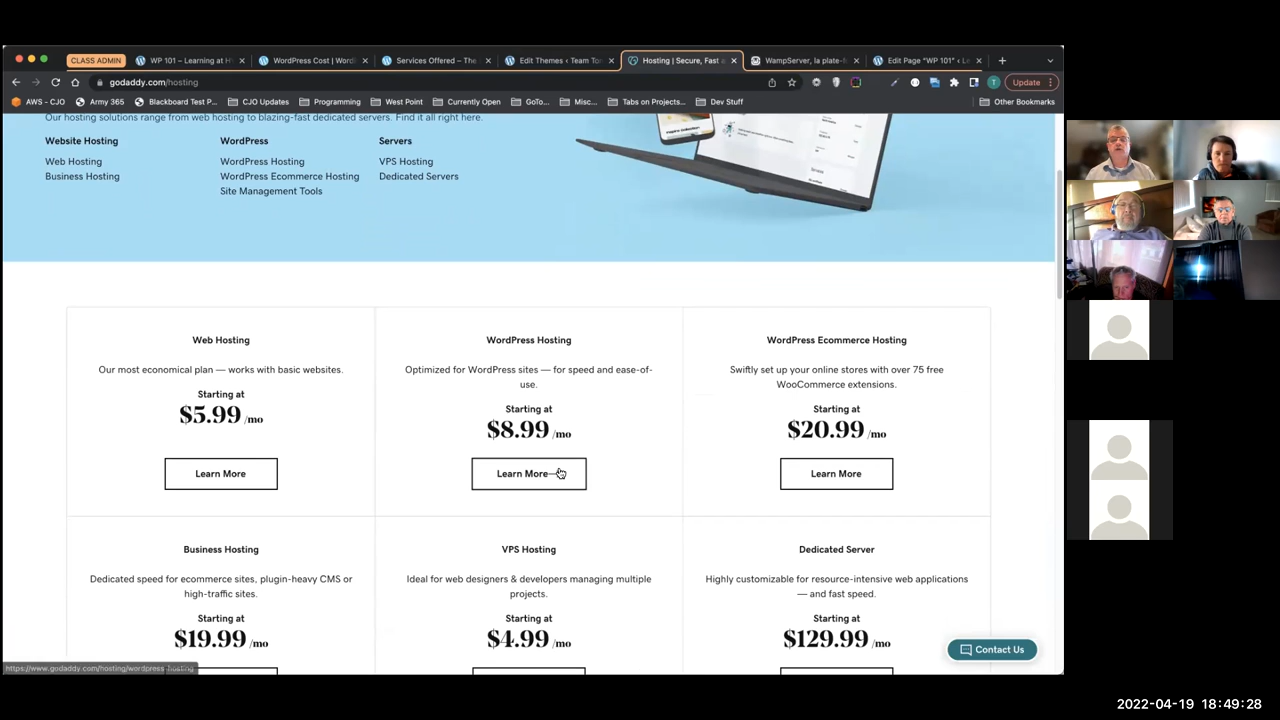 CLASS ADMIN
WP 101 – Learning at H
WordPress Cost | Word
Services Offered – The
Edit Themes ‹ Team To
Hosting | Secure, Fast a
WampServer, la plate-f
Edit Page "WP 101" ‹ Le
godaddy.com/hosting
Update
AWS - CJO
Army 365
Blackboard Test P...
CJO Updates
Programming
West Point
Currently Open
GoTo...
Misc...
Tabs on Projects...
Dev Stuff
Other Bookmarks
Our hosting solutions range from web hosting to blazing-fast dedicated servers. Find it all right here.
Website Hosting
Web Hosting
Business Hosting
WordPress
WordPress Hosting
WordPress Ecommerce Hosting
Site Management Tools
Servers
VPS Hosting
Dedicated Servers
Web Hosting
Our most economical plan — works with basic websites.
Starting at
$5.99 /mo
Learn More
WordPress Hosting
Optimized for WordPress sites — for speed and ease-of-
use.
Starting at
$8.99 /mo
Learn More
WordPress Ecommerce Hosting
Swiftly set up your online stores with over 75 free
WooCommerce extensions.
Starting at
$20.99 /mo
Learn More
Business Hosting
Dedicated speed for ecommerce sites, plugin-heavy CMS or
high-traffic sites.
Starting at
$19.99 /mo
VPS Hosting
Ideal for web designers & developers managing multiple
projects.
Starting at
$4.99 /mo
Dedicated Server
Highly customizable for resource-intensive web applications
— and fast speed.
Starting at
$129.99 /mo
Contact Us
https://www.godaddy.com/hosting/wordpress-hosting
2022-04-19 18:49:28